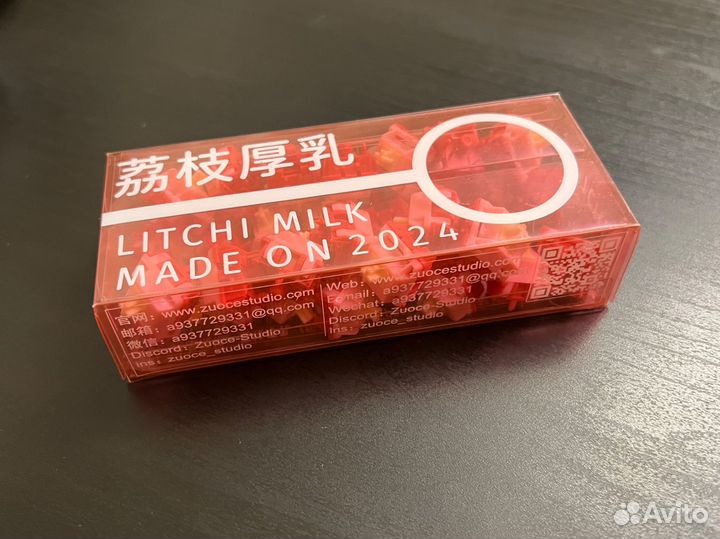 荔枝厚乳
LITCHI MILK
MADE ON 2024
官网: www.zuocestudio.com
邮箱: a937729331@qq.com
微信: a937729331
Discord: Zuoce-Studio
Ins: zuoce_studio
Web: www.zuocestudio.com
E-mail: a937729331@qq.com
Wechat: a937729331
Discord: Zuoce-Studio
Ins: zuoce_studio
Avito